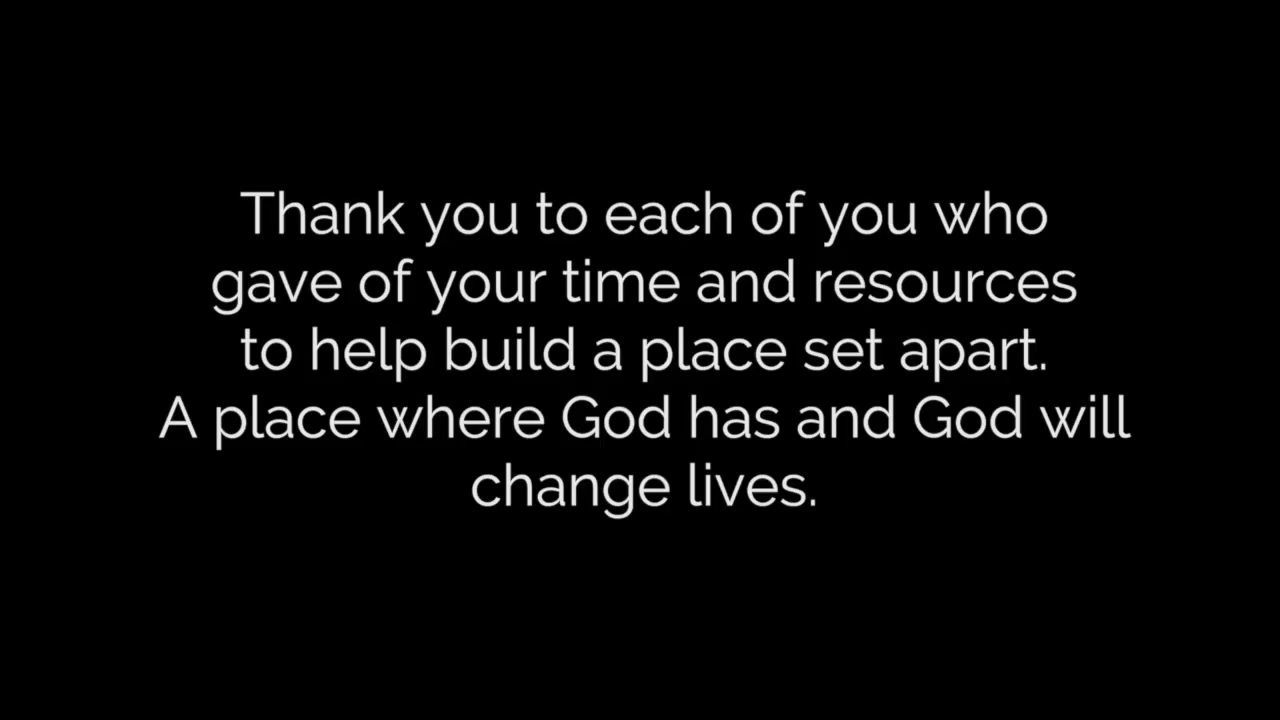 Thank you to each of you who
gave of your time and resources
to help build a place set apart.
A place where God has and God will
change lives.